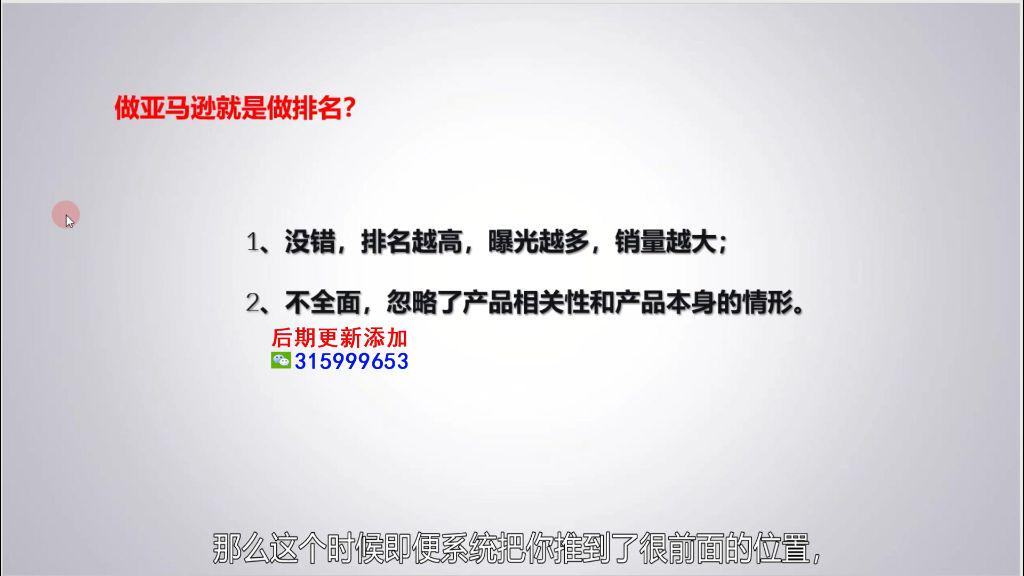 做亚马逊就是做排名？
1、没错，排名越高，曝光越多，销量越大；
2、不全面，忽略了产品相关性和产品本身的情形。
后期更新添加
315999653
那么这个时候即便系统把你推到了很前面的位置，